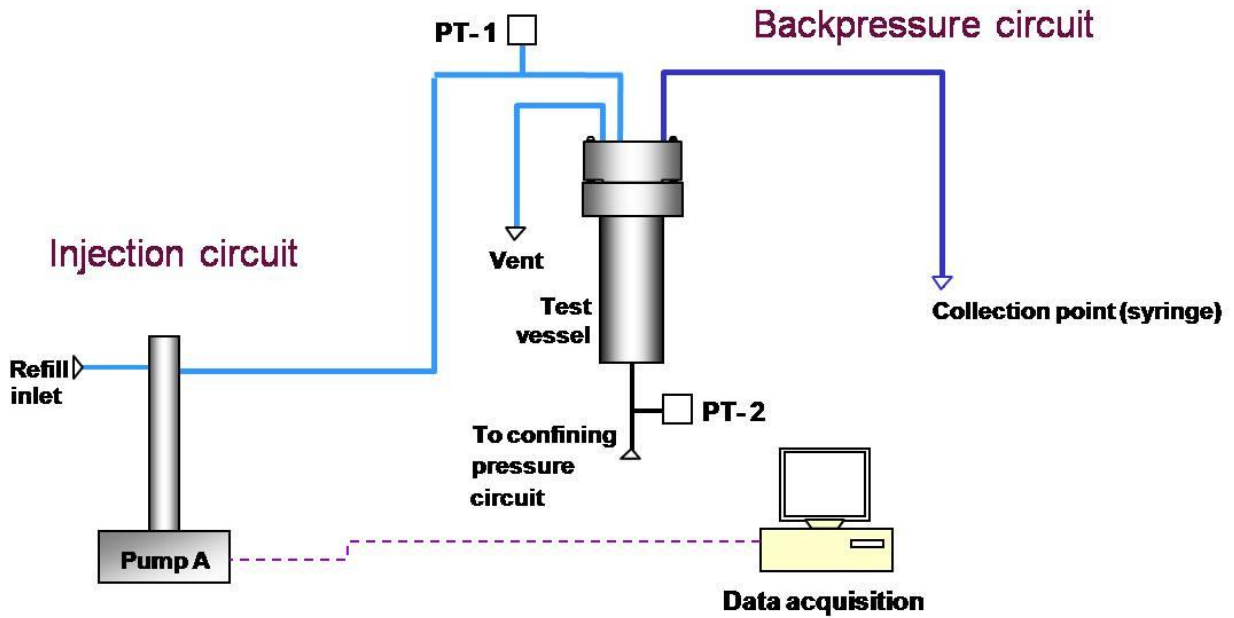 PT-1
Backpressure circuit
Injection circuit
Vent
Test
vessel
Collection point (syringe)
Refill
inlet
PT-2
To confining
pressure
circuit
Pump A
Data acquisition